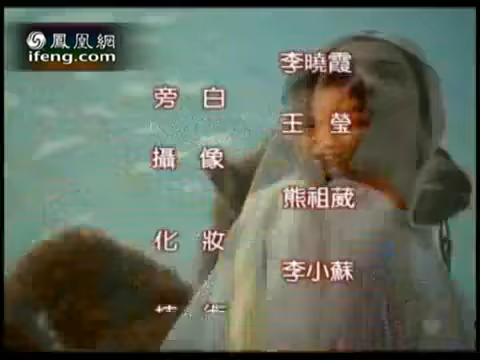 鳳凰網
ifeng.com
李曉霞
旁 白
王 瑩
攝 像
熊祖葳
化 妝
李小蘇